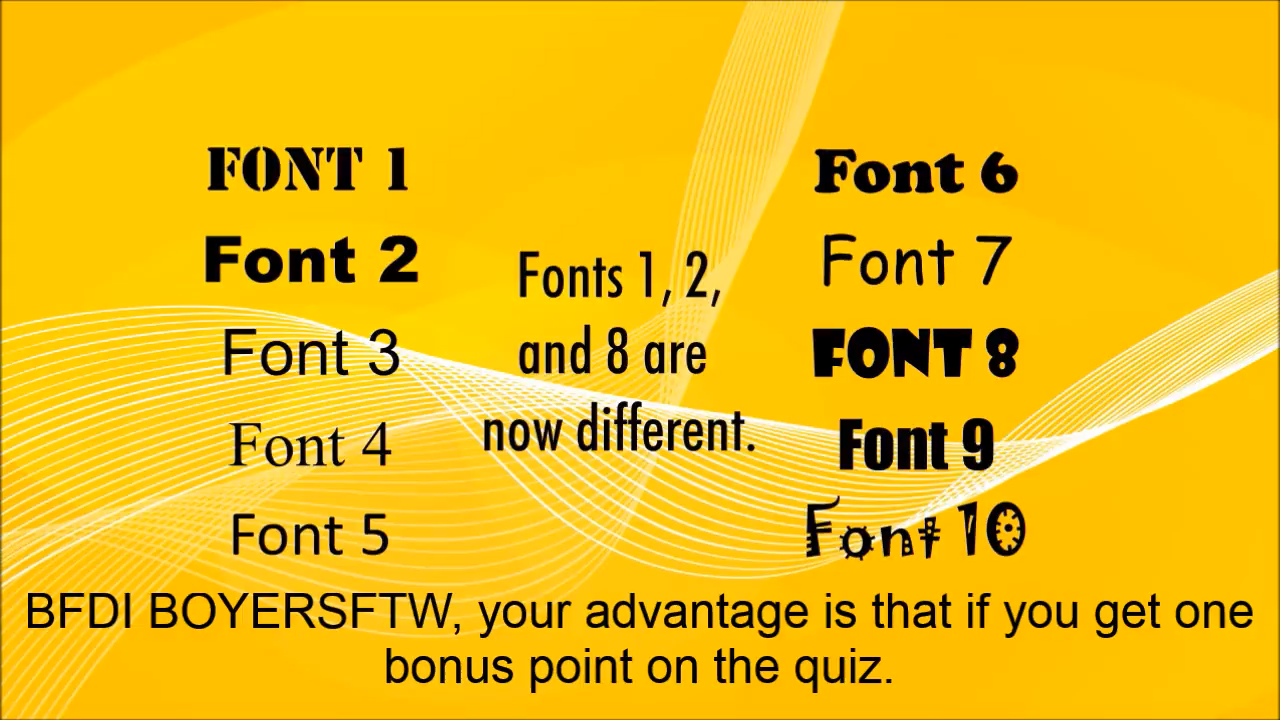 FONT 1
Font 2
Font 3
Font 4
Font 5
Fonts 1, 2,
and 8 are
now different.
Font 6
Font 7
FONT 8
Font 9
Font 10
BFDI BOYERSFTW, your advantage is that if you get one
bonus point on the quiz.